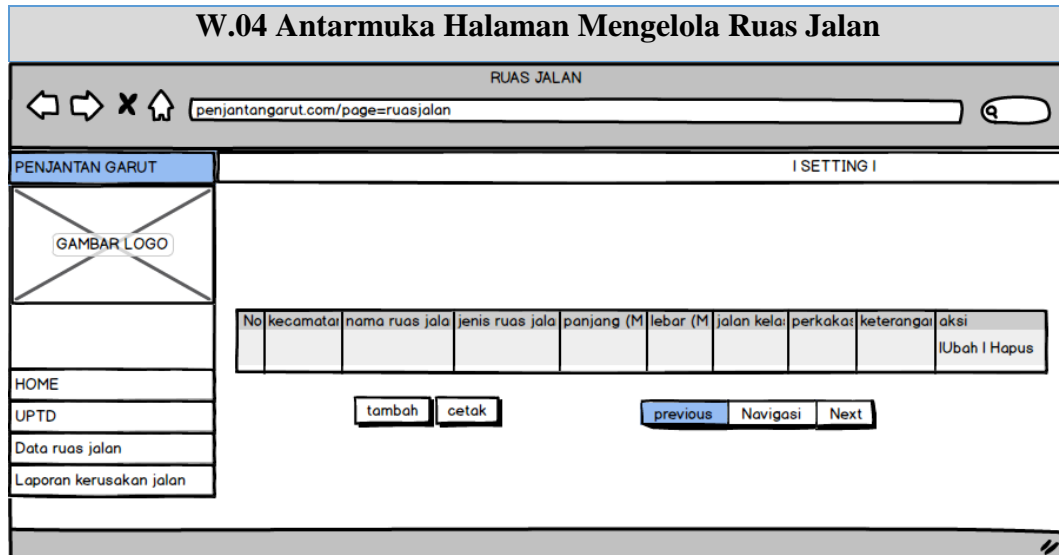 W.04 Antarmuka Halaman Mengelola Ruas Jalan
RUAS JALAN
penjantangarut.com/page=ruasjalan
PENJANTAN GARUT
I SETTING I
GAMBAR LOGO
No kecamatan nama ruas jala jenis ruas jala panjang (M lebar (M jalan kela perkakas keterangan aksi
IUbah I Hapus
HOME
UPTD
Data ruas jalan
Laporan kerusakan jalan
tambah cetak
previous Navigasi Next